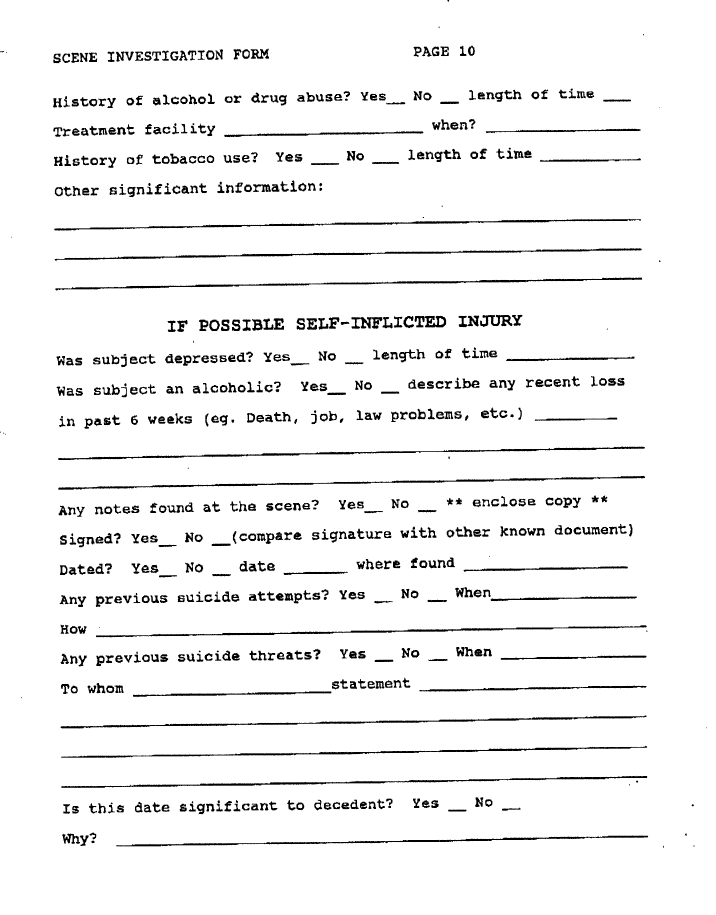 SCENE INVESTIGATION FORM PAGE 10
History of alcohol or drug abuse? Yes__ No __ length of time ___
Treatment facility ____________________ when? ________________
History of tobacco use? Yes ___ No ___ length of time __________
Other significant information:
IF POSSIBLE SELF-INFLICTED INJURY
Was subject depressed? Yes__ No __ length of time _____________
Was subject an alcoholic? Yes__ No __ describe any recent loss
in past 6 weeks (eg. Death, job, law problems, etc.) ________
Any notes found at the scene? Yes__ No __ ** enclose copy **
Signed? Yes__ No __(compare signature with other known document)
Dated? Yes__ No __ date _______ where found _________________
Any previous suicide attempts? Yes __ No __ When_______________
How ________________________________________________________
Any previous suicide threats? Yes __ No __ When _______________
To whom ____________________statement _______________________
Is this date significant to decedent? Yes __ No __
Why? ______________________________________________________